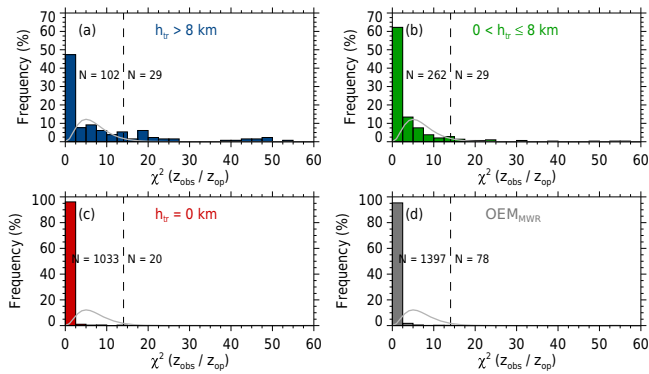 (a) h_tr > 8 km
N = 102 N = 29
Frequency (%)
70
60
50
40
30
20
10
0
0 10 20 30 40 50 60
χ² (z_obs / z_op)
(b) 0 < h_tr ≤ 8 km
N = 262 N = 29
Frequency (%)
70
60
50
40
30
20
10
0
0 10 20 30 40 50 60
χ² (z_obs / z_op)
(c) h_tr = 0 km
N = 1033 N = 20
Frequency (%)
100
80
60
40
20
0
0 10 20 30 40 50 60
χ² (z_obs / z_op)
(d) OEM_MWR
N = 1397 N = 78
Frequency (%)
100
80
60
40
20
0
0 10 20 30 40 50 60
χ² (z_obs / z_op)